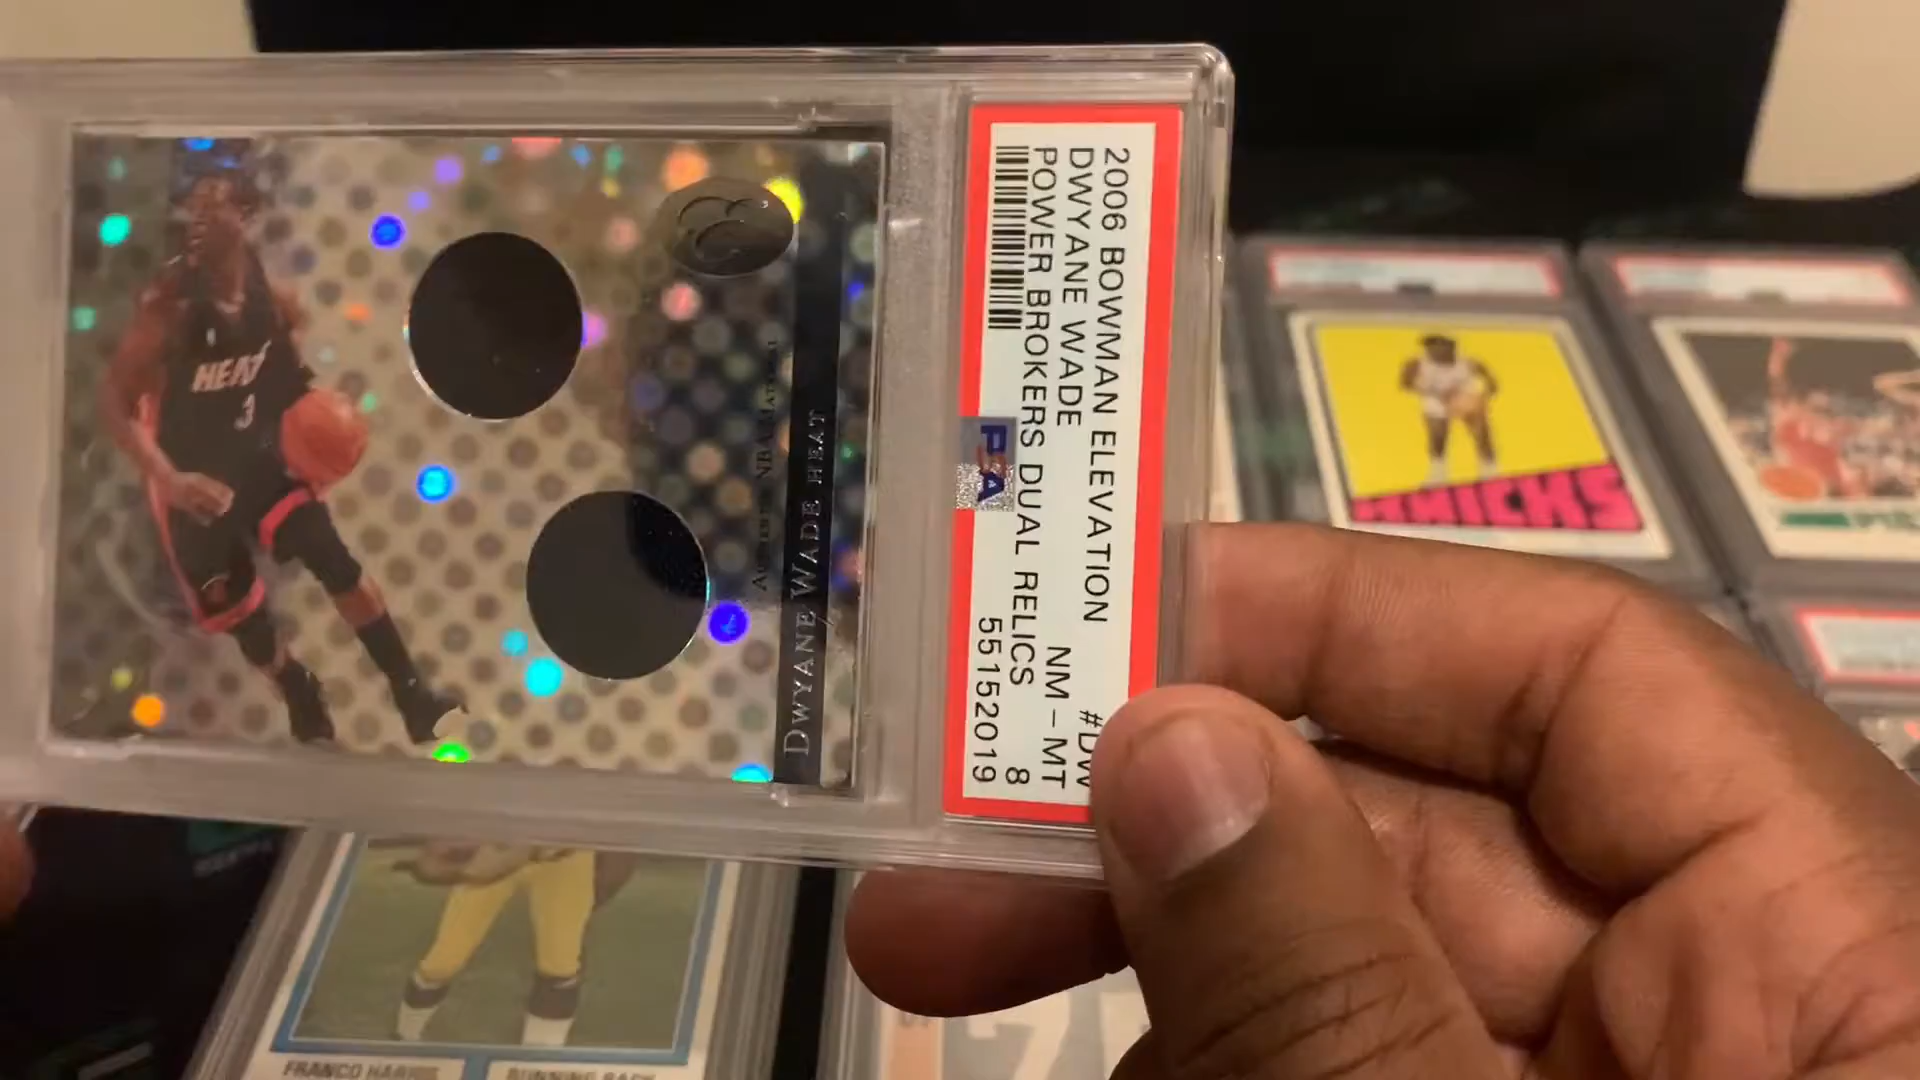 2006 BOWMAN ELEVATION #DW
DWYANE WADE NM - MT
POWER BROKERS DUAL RELICS 8
55152019
PSA
HEAT
3
DWYANE WADE HEAT
KNICKS
FRANCO HARRIS RUNNING BACK